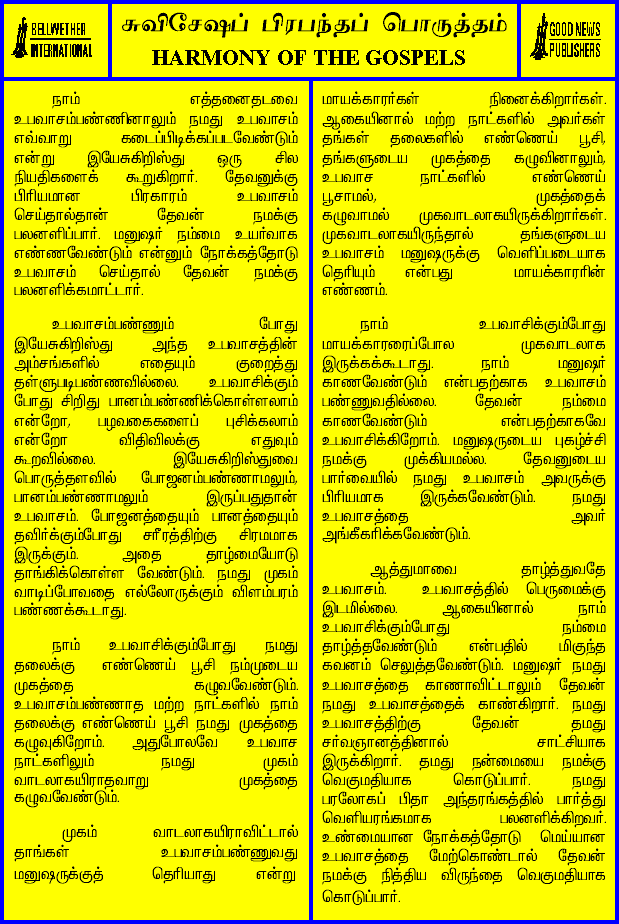 BELLWETHER
INTERNATIONAL
சுவிசேஷப் பிரபந்தப் பொருத்தம்
HARMONY OF THE GOSPELS
GOOD NEWS
PUBLISHERS
நாம் எத்தனைதடவை
உபவாசம்பண்ணினாலும் நமது உபவாசம்
எவ்வாறு கடைப்பிடிக்கப்படவேண்டும்
என்று இயேசுகிறிஸ்து ஒரு சில
நியதிகளைக் கூறுகிறார். தேவனுக்கு
பிரியமான பிரகாரம் உபவாசம்
செய்தால்தான் தேவன் நமக்கு
பலனளிப்பார். மனுஷர் நம்மை உயர்வாக
எண்ணவேண்டும் என்னும் நோக்கத்தோடு
உபவாசம் செய்தால் தேவன் நமக்கு
பலனளிக்கமாட்டார்.
உபவாசம்பண்ணும் போது
இயேசுகிறிஸ்து அந்த உபவாசத்தின்
அம்சங்களில் எதையும் குறைத்து
தள்ளுபடிபண்ணவில்லை. உபவாசிக்கும்
போது சிறிது பானம்பண்ணிக்கொள்ளலாம்
என்றோ, பழவகைகளைப் புசிக்கலாம்
என்றோ விதிவிலக்கு எதுவும்
கூறவில்லை. இயேசுகிறிஸ்துவை
பொருத்தளவில் போஜனம்பண்ணாமலும்,
பானம்பண்ணாமலும் இருப்பதுதான்
உபவாசம். போஜனத்தையும் பானத்தையும்
தவிர்க்கும்போது சரீரத்திற்கு சிரமமாக
இருக்கும். அதை தாழ்மையோடு
தாங்கிக்கொள்ள வேண்டும். நமது முகம்
வாடிப்போவதை எல்லோருக்கும் விளம்பரம்
பண்ணக்கூடாது.
நாம் உபவாசிக்கும்போது நமது
தலைக்கு எண்ணெய் பூசி நம்முடைய
முகத்தை கழுவவேண்டும்.
உபவாசம்பண்ணாத மற்ற நாட்களில் நாம்
தலைக்கு எண்ணெய் பூசி நமது முகத்தை
கழுவுகிறோம். அதுபோலவே உபவாச
நாட்களிலும் நமது முகம்
வாடலாகயிராதவாறு முகத்தை
கழுவவேண்டும்.
முகம் வாடலாகயிராவிட்டால்
தாங்கள் உபவாசம்பண்ணுவது
மனுஷருக்குத் தெரியாது என்று
மாயக்காரர்கள் நினைக்கிறார்கள்.
ஆகையினால் மற்ற நாட்களில் அவர்கள்
தங்கள் தலைகளில் எண்ணெய் பூசி,
தங்களுடைய முகத்தை கழுவினாலும்,
உபவாச நாட்களில் எண்ணெய்
பூசாமல், முகத்தைக்
கழுவாமல் முகவாடலாகயிருக்கிறார்கள்.
முகவாடலாகயிருந்தால் தங்களுடைய
உபவாசம் மனுஷருக்கு வெளிப்படையாக
தெரியும் என்பது மாயக்காரரின்
எண்ணம்.
நாம் உபவாசிக்கும்போது
மாயக்காரரைப்போல முகவாடலாக
இருக்கக்கூடாது. நாம் மனுஷர்
காணவேண்டும் என்பதற்காக உபவாசம்
பண்ணுவதில்லை. தேவன் நம்மை
காணவேண்டும் என்பதற்காகவே
உபவாசிக்கிறோம். மனுஷருடைய புகழ்ச்சி
நமக்கு முக்கியமல்ல. தேவனுடைய
பார்வையில் நமது உபவாசம் அவருக்கு
பிரியமாக இருக்கவேண்டும். நமது
உபவாசத்தை அவர்
அங்கீகரிக்கவேண்டும்.
ஆத்துமாவை தாழ்த்துவதே
உபவாசம். உபவாசத்தில் பெருமைக்கு
இடமில்லை. ஆகையினால் நாம்
உபவாசிக்கும்போது நம்மை
தாழ்த்தவேண்டும் என்பதில் மிகுந்த
கவனம் செலுத்தவேண்டும். மனுஷர் நமது
உபவாசத்தை காணாவிட்டாலும் தேவன்
நமது உபவாசத்தைக் காண்கிறார். நமது
உபவாசத்திற்கு தேவன் தமது
சர்வஞானத்தினால் சாட்சியாக
இருக்கிறார். தமது நன்மையை நமக்கு
வெகுமதியாக கொடுப்பார். நமது
பரலோகப் பிதா அந்தரங்கத்தில் பார்த்து
வெளியரங்கமாக பலனளிக்கிறவர்.
உண்மையான நோக்கத்தோடு மெய்யான
உபவாசத்தை மேற்கொண்டால் தேவன்
நமக்கு நித்திய விருந்தை வெகுமதியாக
கொடுப்பார்.